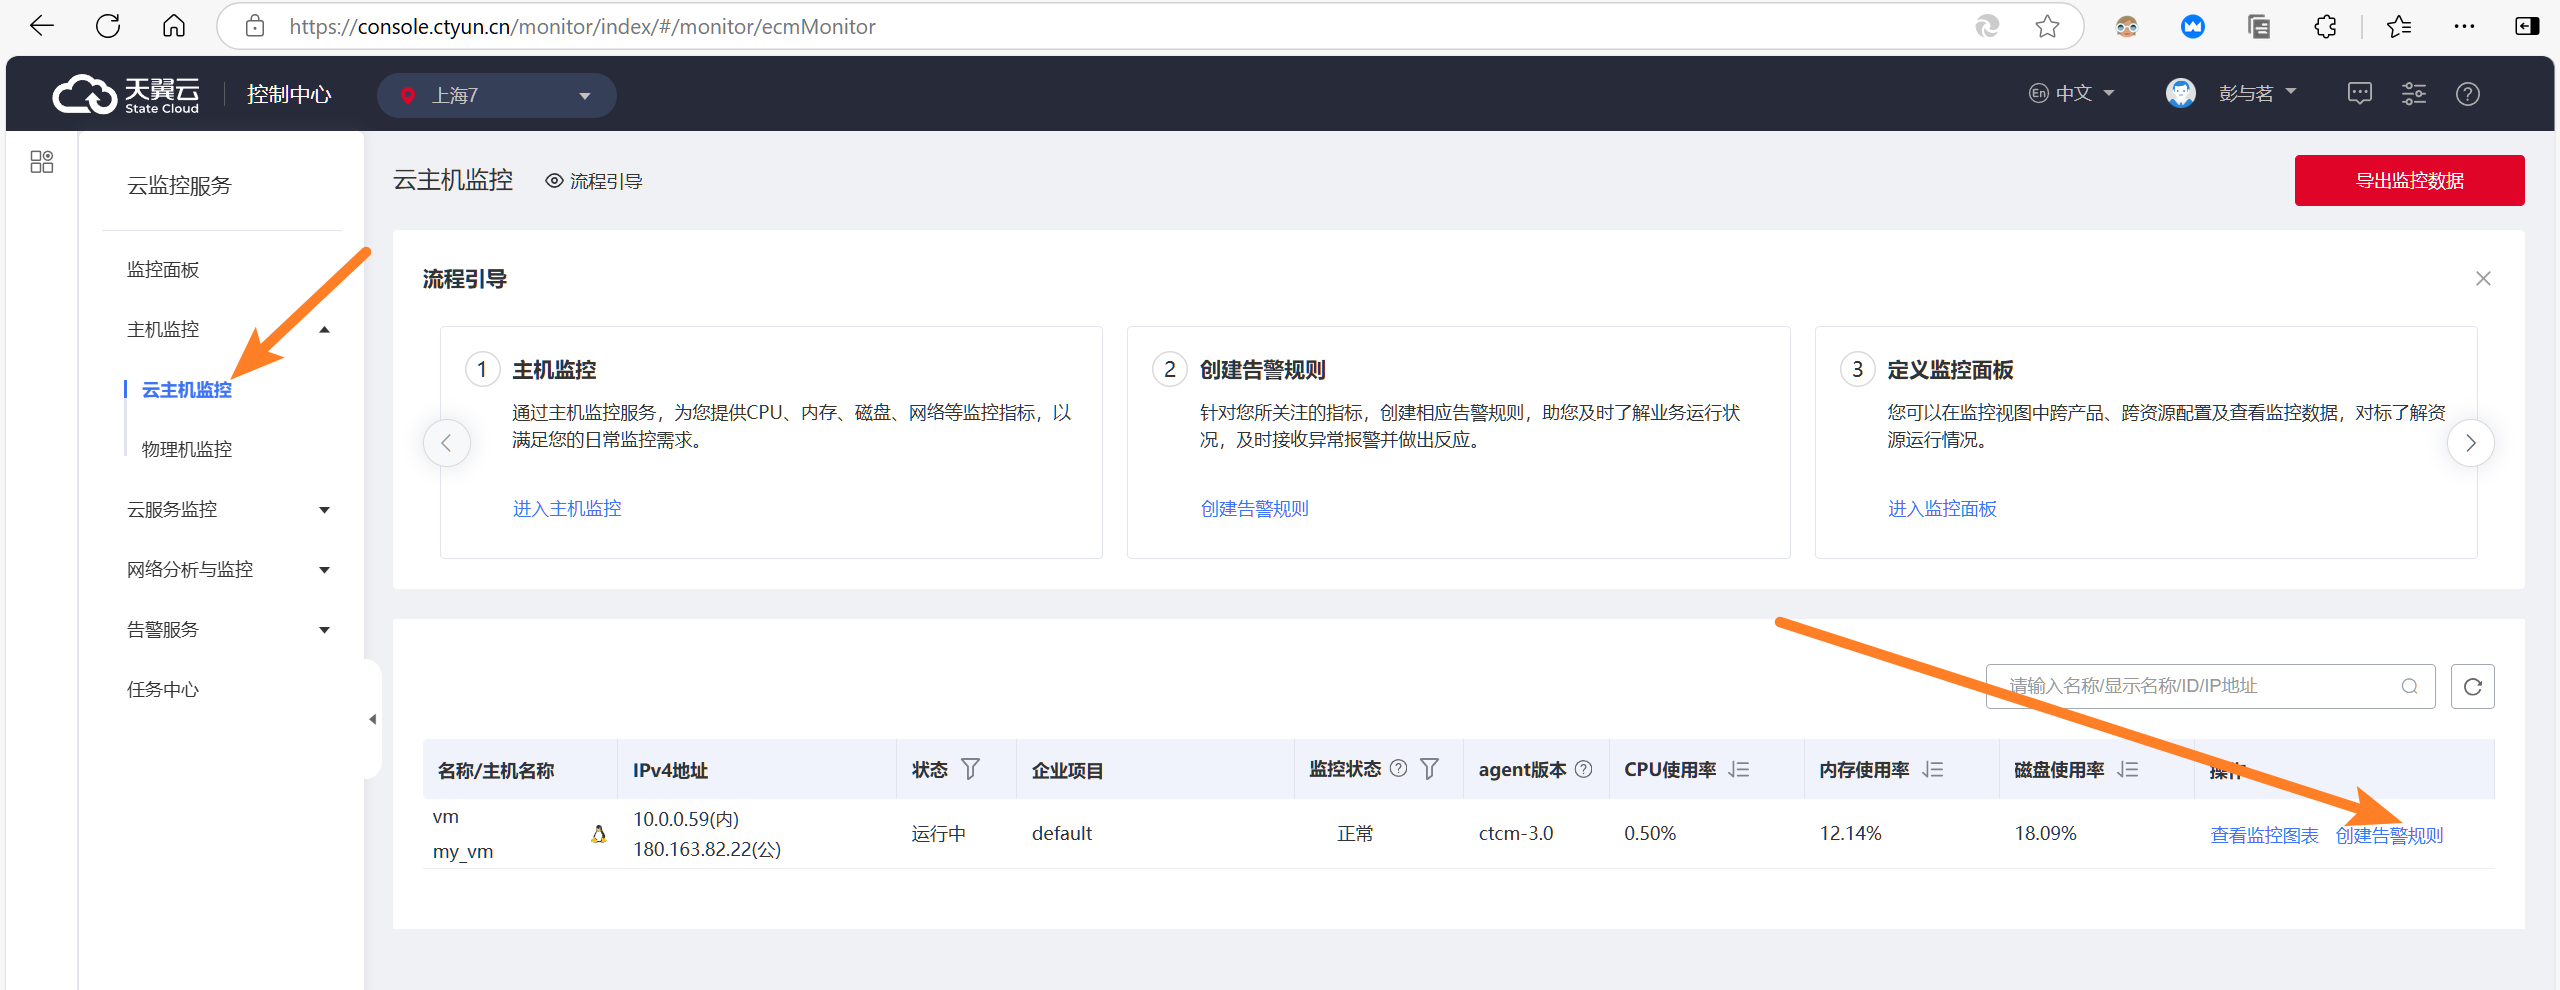 https://console.ctyun.cn/monitor/index/#/monitor/ecmMonitor
天翼云
State Cloud
控制中心
上海7
En 中文
彭与茗
云监控服务
监控面板
主机监控
云主机监控
物理机监控
云服务监控
网络分析与监控
告警服务
任务中心
云主机监控
流程引导
导出监控数据
流程引导
1 主机监控
通过主机监控服务，为您提供CPU、内存、磁盘、网络等监控指标，以
满足您的日常监控需求。
进入主机监控
2 创建告警规则
针对您所关注的指标，创建相应告警规则，助您及时了解业务运行状
况，及时接收异常报警并做出反应。
创建告警规则
3 定义监控面板
您可以在监控视图中跨产品、跨资源配置及查看监控数据，对标了解资
源运行情况。
进入监控面板
请输入名称/显示名称/ID/IP地址
名称/主机名称 IPv4地址 状态 企业项目 监控状态 agent版本 CPU使用率 内存使用率 磁盘使用率 操作
vm
my_vm
10.0.0.59(内)
180.163.82.22(公)
运行中 default 正常 ctcm-3.0 0.50% 12.14% 18.09% 查看监控图表 创建告警规则